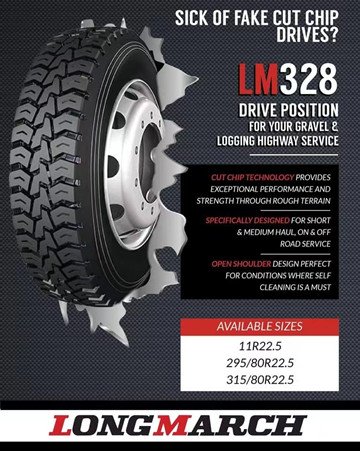 SICK OF FAKE CUT CHIP
DRIVES?
LM328
DRIVE POSITION
FOR YOUR GRAVEL &
LOGGING HIGHWAY SERVICE
CUT CHIP TECHNOLOGY PROVIDES
EXCEPTIONAL PERFORMANCE AND
STRENGTH THROUGH ROUGH TERRAIN
SPECIFICALLY DESIGNED FOR SHORT
& MEDIUM HAUL, ON & OFF
ROAD SERVICE
OPEN SHOULDER DESIGN PERFECT
FOR CONDITIONS WHERE SELF
CLEANING IS A MUST
AVAILABLE SIZES
11R22.5
295/80R22.5
315/80R22.5
LONGMARCH